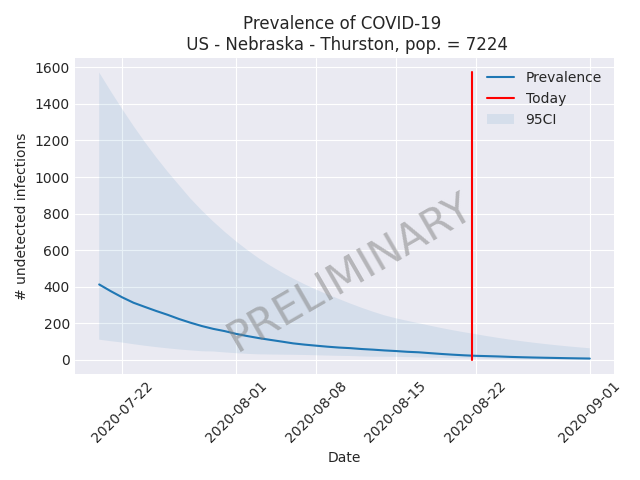 Prevalence of COVID-19
US - Nebraska - Thurston, pop. = 7224
# undetected infections
1600
1400
1200
1000
800
600
400
200
0
Prevalence
Today
95CI
PRELIMINARY
2020-07-22
2020-08-01
2020-08-08
2020-08-15
2020-08-22
2020-09-01
Date